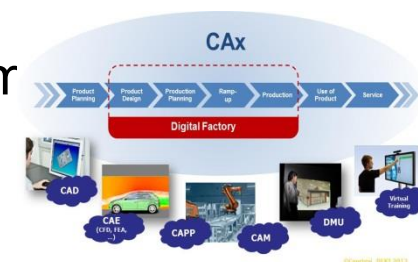 CAx
m
Product Planning
Product Design
Production Planning
Ramp-up
Production
Use of Product
Service
Digital Factory
CAD
CAE
(CFD, FEA, ...)
CAPP
CAM
DMU
Virtual
Training